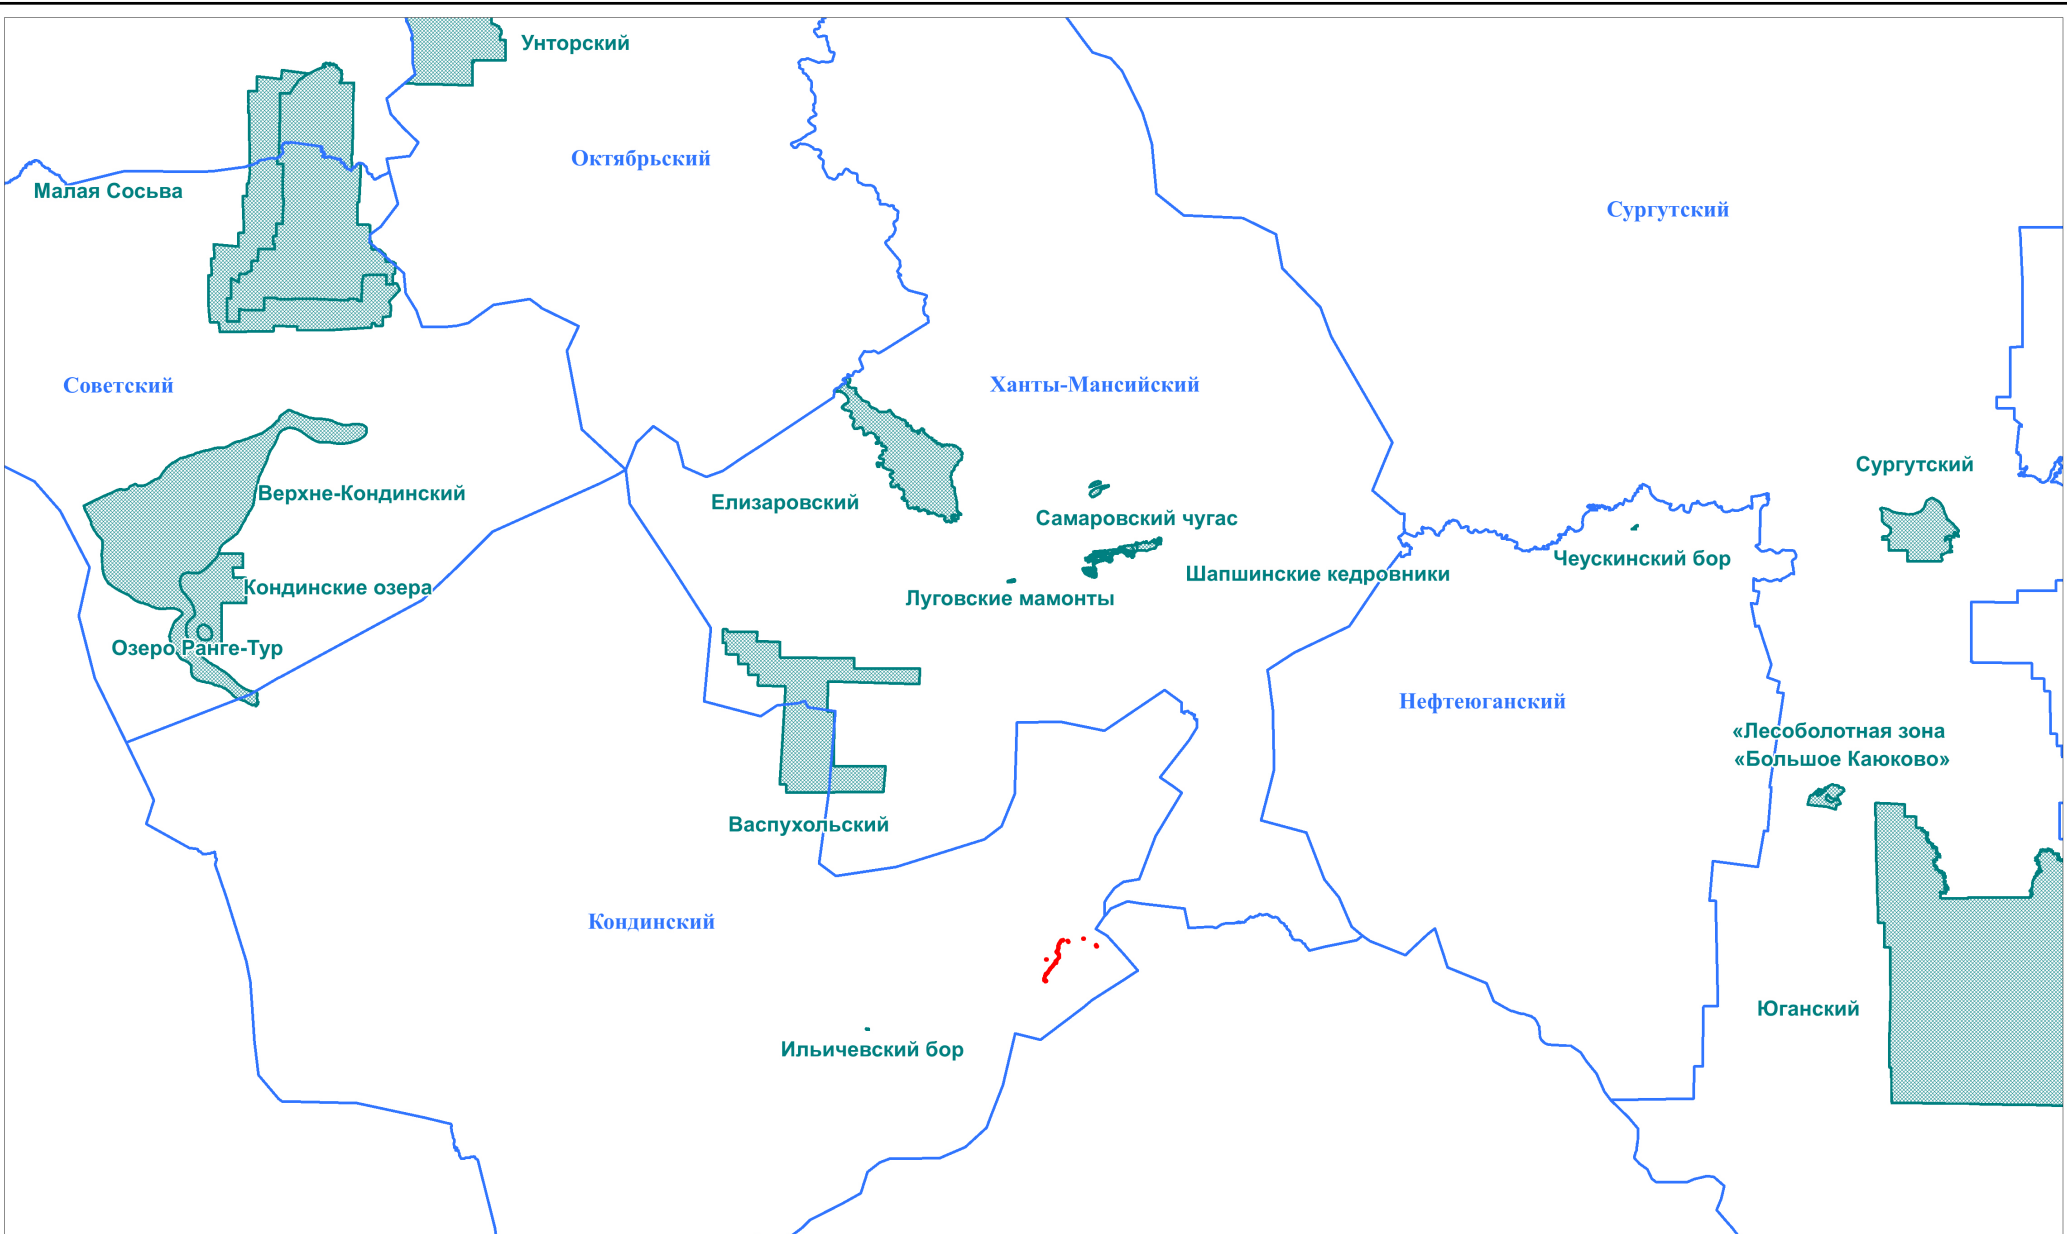 Унторский
Октябрьский
Малая Сосьва
Сургутский
Советский
Ханты-Мансийский
Сургутский
Верхне-Кондинский
Елизаровский
Самаровский чугас
Чеускинский бор
Шапшинские кедровники
Кондинские озера
Луговские мамонты
Озеро Ранге-Тур
Нефтеюганский
«Лесоболотная зона
«Большое Каюково»
Васпухольский
Кондинский
Юганский
Ильичевский бор